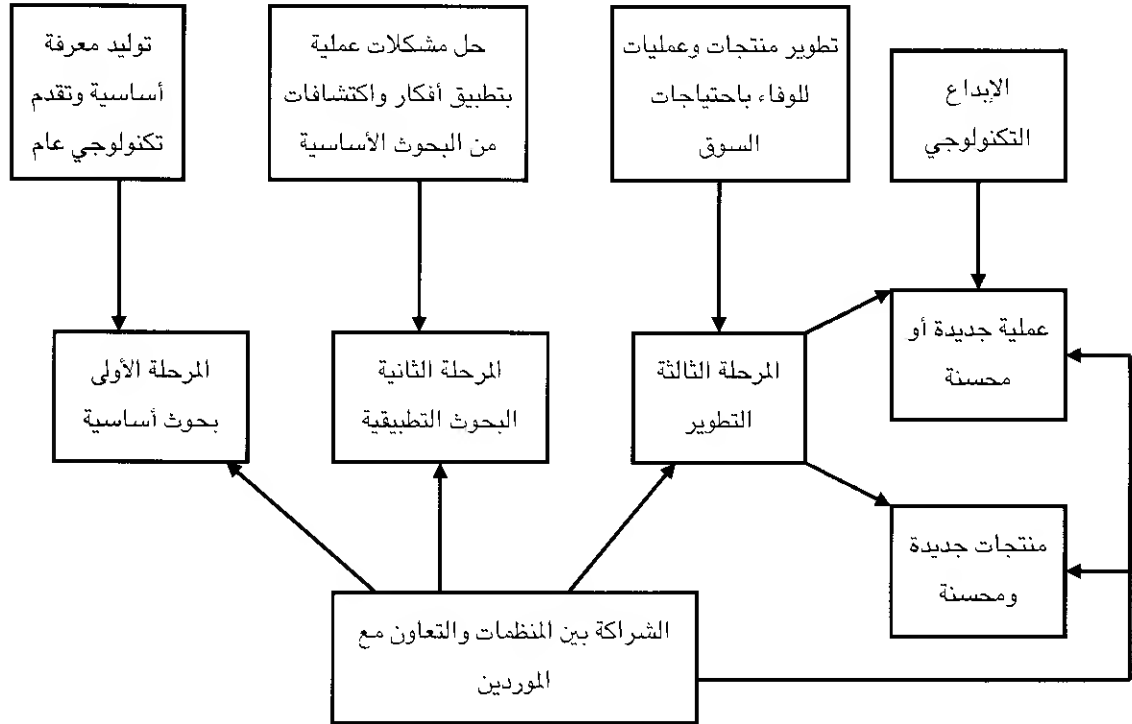 توليد معرفة
أساسية وتقدم
تكنولوجي عام
حل مشكلات عملية
بتطبيق أفكار واكتشافات
من البحوث الأساسية
تطوير منتجات وعمليات
للوفاء باحتياجات
السوق
الإبداع
التكنولوجي
المرحلة الأولى
بحوث أساسية
المرحلة الثانية
البحوث التطبيقية
المرحلة الثالثة
التطوير
عملية جديدة أو
محسنة
منتجات جديدة
ومحسنة
الشراكة بين المنظمات والتعاون مع
الموردين